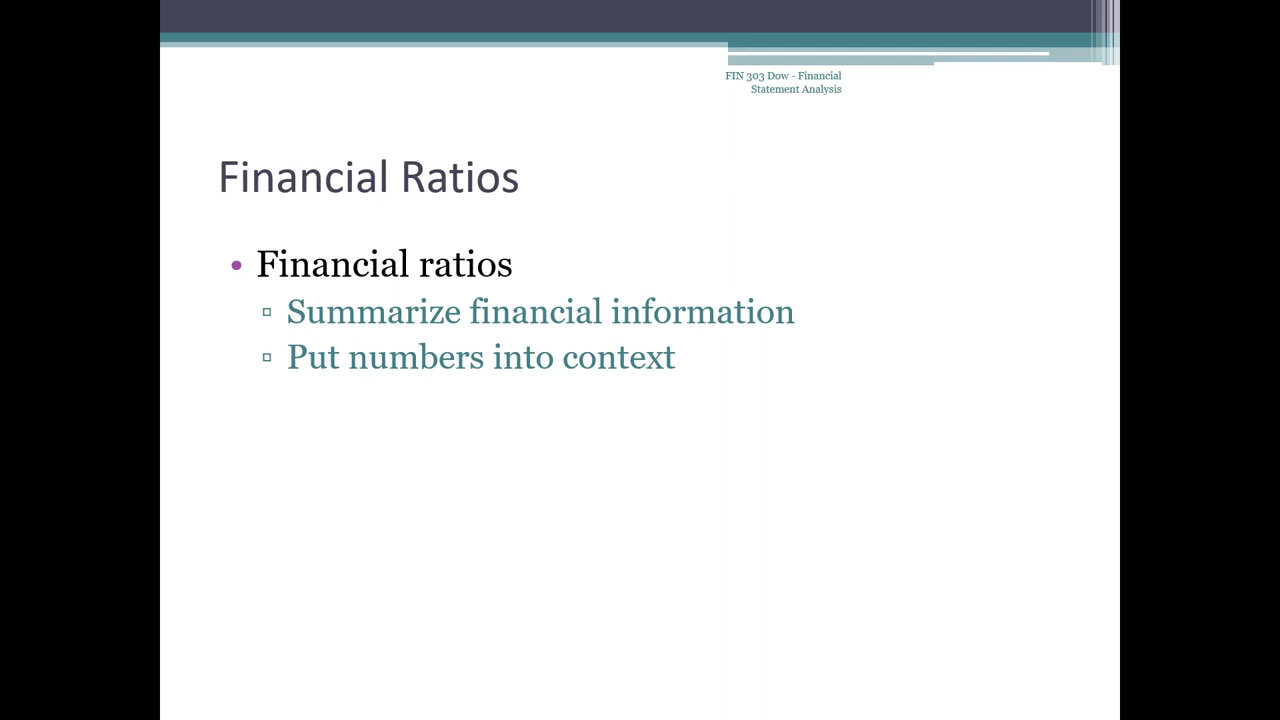 FIN 303 Dow - Financial
Statement Analysis
Financial Ratios
• Financial ratios
▫ Summarize financial information
▫ Put numbers into context